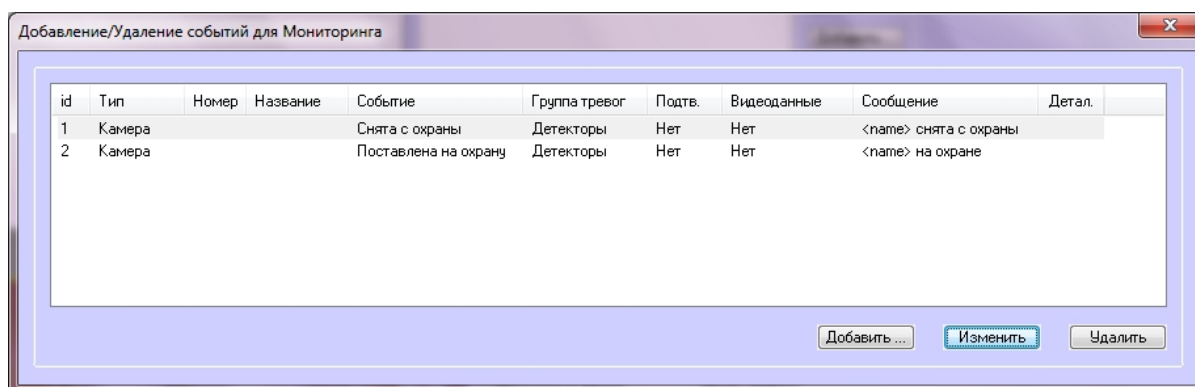 Добавление/Удаление событий для Мониторинга
id Тип Номер Название Событие Группа тревог Подтв. Видеоданные Сообщение Детал.
1 Камера Снята с охраны Детекторы Нет Нет <name> снята с охраны
2 Камера Поставлена на охрану Детекторы Нет Нет <name> на охране
Добавить ... Изменить Удалить